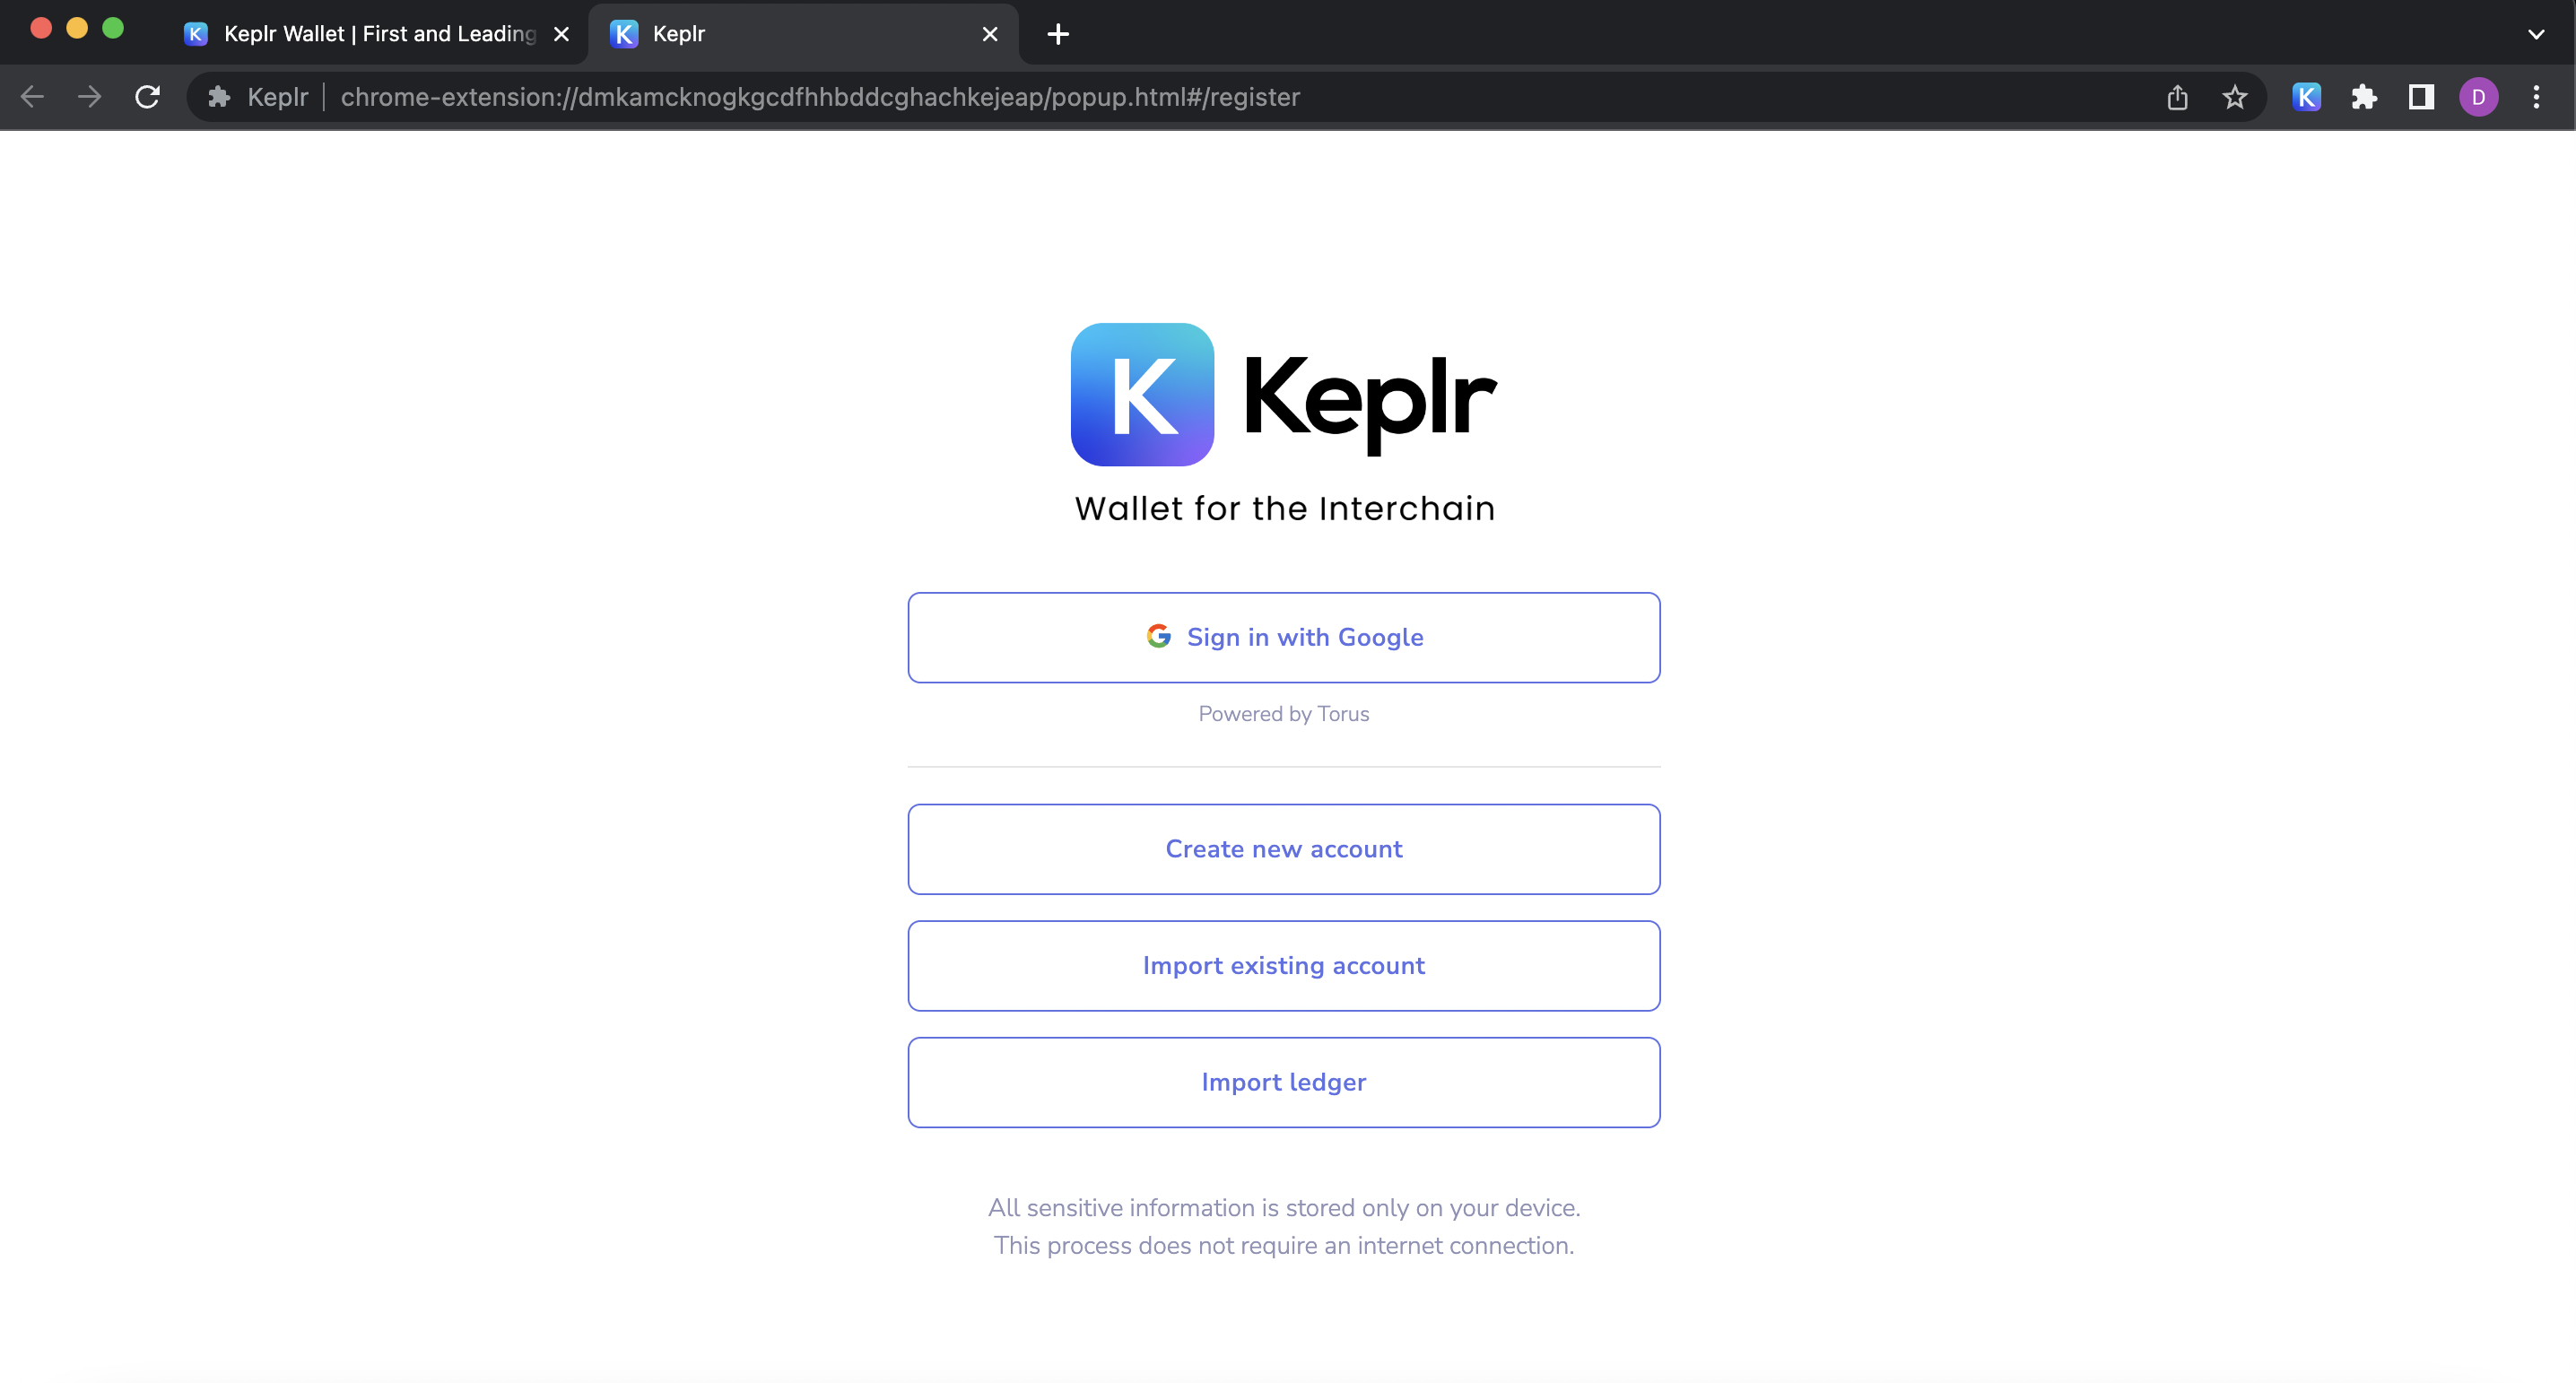 Keplr Wallet | First and Leading
Keplr
Keplr
chrome-extension://dmkamcknogkgcdfhhbddcghachkejeap/popup.html#/register
D
K Keplr
Wallet for the Interchain
Sign in with Google
Powered by Torus
Create new account
Import existing account
Import ledger
All sensitive information is stored only on your device.
This process does not require an internet connection.